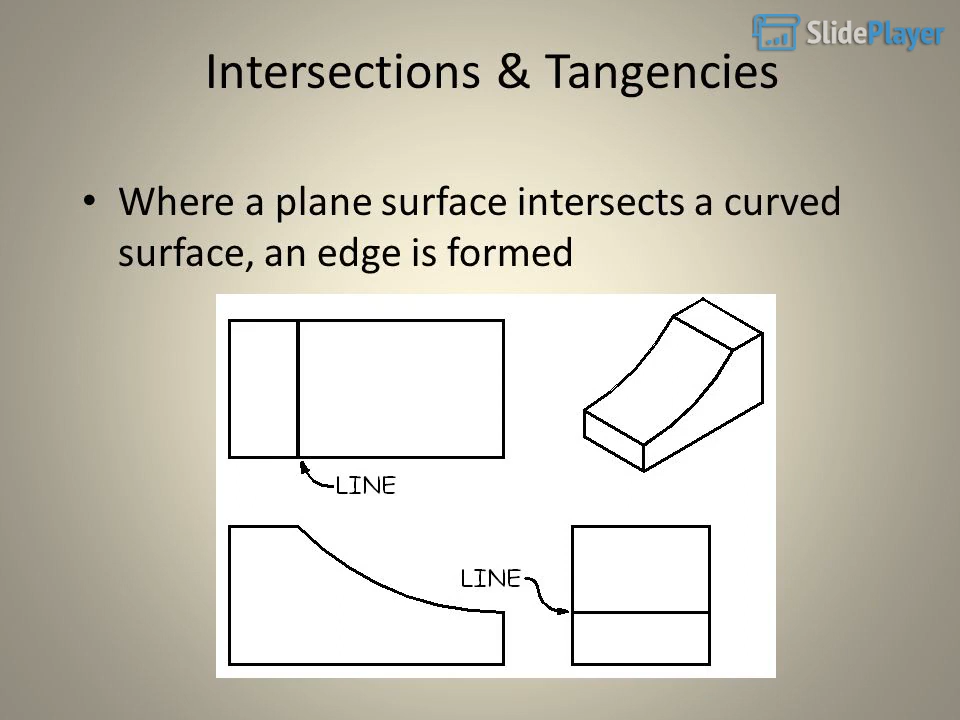 SlidePlayer
Intersections & Tangencies
• Where a plane surface intersects a curved
surface, an edge is formed
LINE
LINE